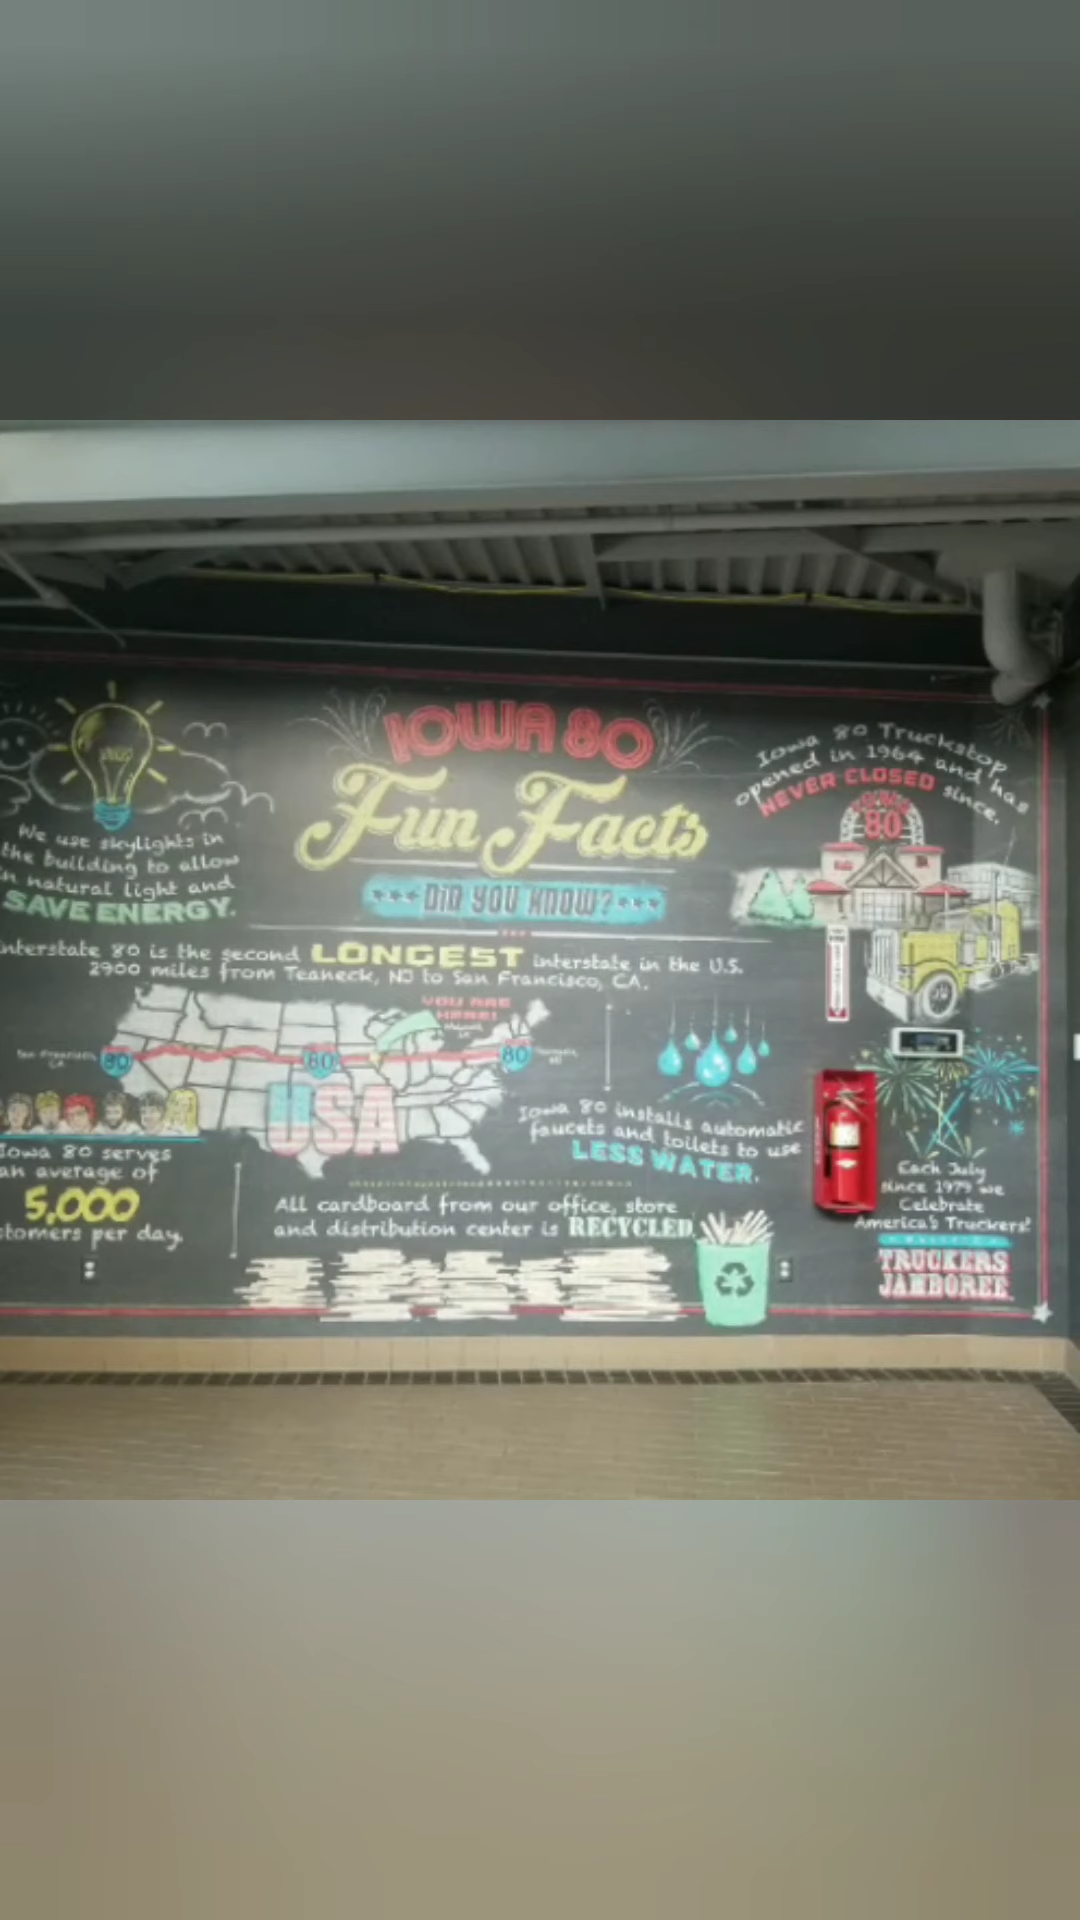 IOWA 80
Fun Facts
DID YOU KNOW?
We use skylights in
the building to allow
in natural light and
SAVE ENERGY.
Iowa 80 Truckstop
opened in 1964 and has
NEVER CLOSED since.
IOWA
80
Interstate 80 is the second LONGEST interstate in the U.S.
2900 miles from Teaneck, NJ to San Francisco, CA.
YOU ARE
HERE!
San Francisco,
CA
80
80
80
USA
Iowa 80 serves
an average of
5,000
customers per day.
Iowa 80 installs automatic
faucets and toilets to use
LESS WATER.
All cardboard from our office, store
and distribution center is RECYCLED
Each July
since 1979 we
Celebrate
America's Truckers!
TRUCKERS
JAMBOREE